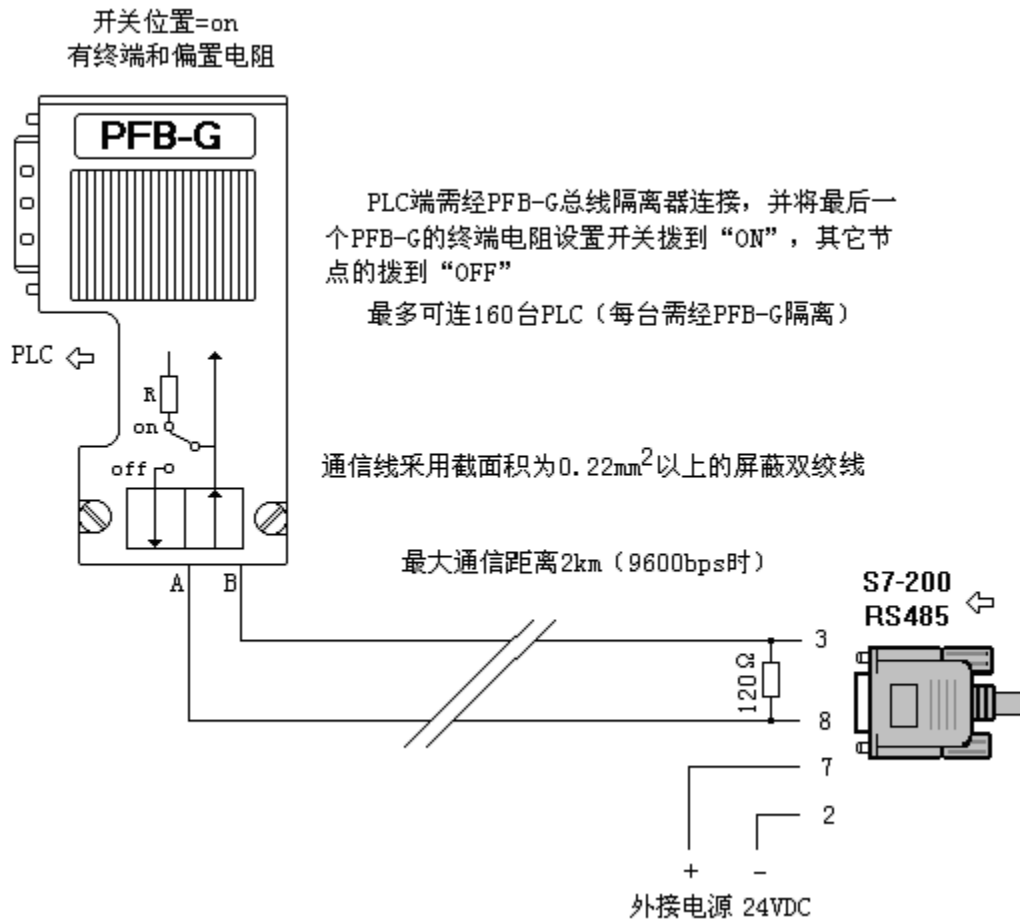 开关位置=on
有终端和偏置电阻
PFB-G
PLC端需经PFB-G总线隔离器连接，并将最后一
个PFB-G的终端电阻设置开关拨到“ON”，其它节
点的拨到“OFF”
最多可连160台PLC（每台需经PFB-G隔离）
PLC
R
on
off
通信线采用截面积为0.22mm²以上的屏蔽双绞线
最大通信距离2km（9600bps时）
A B
S7-200
RS485
3
120Ω
8
7
2
+ －
外接电源 24VDC